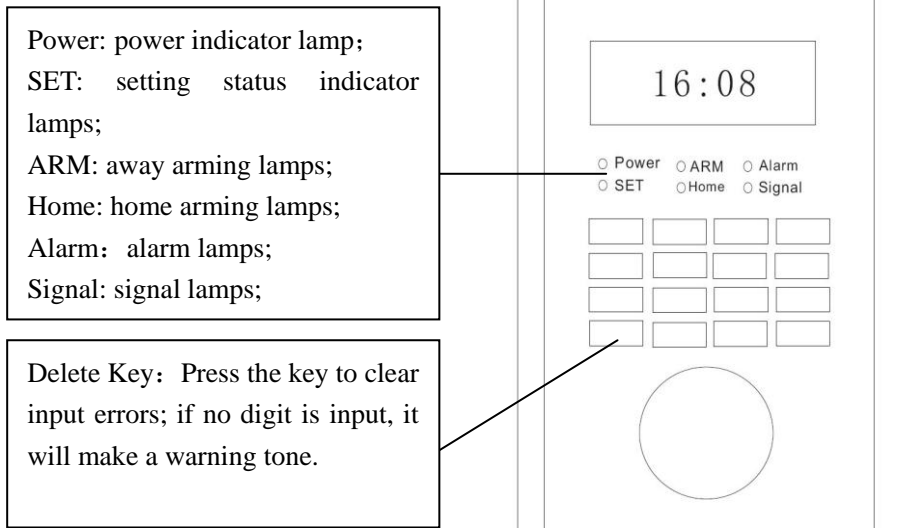 Power: power indicator lamp；
SET: setting status indicator
lamps;
ARM: away arming lamps;
Home: home arming lamps;
Alarm： alarm lamps;
Signal: signal lamps;
Delete Key：Press the key to clear
input errors; if no digit is input, it
will make a warning tone.
16:08
Power ARM Alarm
SET Home Signal